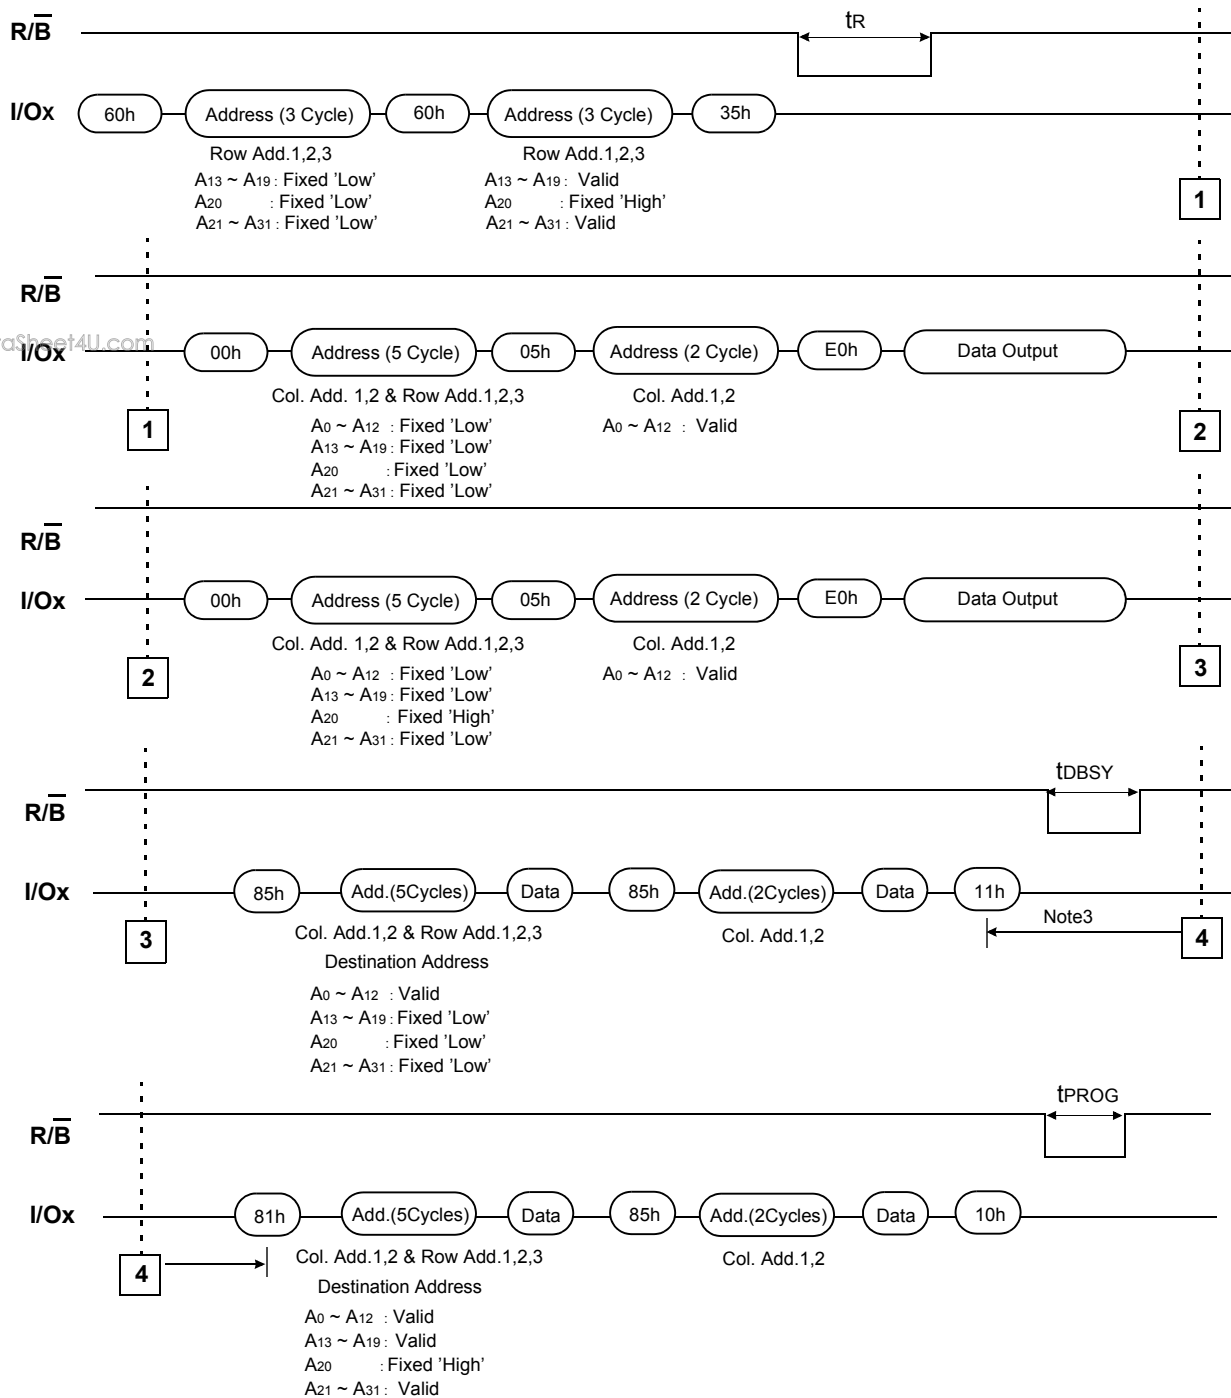 R/B tR
I/Ox 60h Address (3 Cycle) 60h Address (3 Cycle) 35h
Row Add.1,2,3 Row Add.1,2,3
A13 ~ A19 : Fixed 'Low' A13 ~ A19 : Valid
A20 : Fixed 'Low' A20 : Fixed 'High'
A21 ~ A31 : Fixed 'Low' A21 ~ A31 : Valid
1
R/B
aSheet4U.com
I/Ox 00h Address (5 Cycle) 05h Address (2 Cycle) E0h Data Output
Col. Add. 1,2 & Row Add.1,2,3 Col. Add.1,2
1 A0 ~ A12 : Fixed 'Low' A0 ~ A12 : Valid 2
A13 ~ A19 : Fixed 'Low'
A20 : Fixed 'Low'
A21 ~ A31 : Fixed 'Low'
R/B
I/Ox 00h Address (5 Cycle) 05h Address (2 Cycle) E0h Data Output
Col. Add. 1,2 & Row Add.1,2,3 Col. Add.1,2
2 A0 ~ A12 : Fixed 'Low' A0 ~ A12 : Valid 3
A13 ~ A19 : Fixed 'Low'
A20 : Fixed 'High'
A21 ~ A31 : Fixed 'Low'
tDBSY
R/B
I/Ox 85h Add.(5Cycles) Data 85h Add.(2Cycles) Data 11h
Note3
3 Col. Add.1,2 & Row Add.1,2,3 Col. Add.1,2 4
Destination Address
A0 ~ A12 : Valid
A13 ~ A19 : Fixed 'Low'
A20 : Fixed 'Low'
A21 ~ A31 : Fixed 'Low'
tPROG
R/B
I/Ox 81h Add.(5Cycles) Data 85h Add.(2Cycles) Data 10h
4 Col. Add.1,2 & Row Add.1,2,3 Col. Add.1,2
Destination Address
A0 ~ A12 : Valid
A13 ~ A19 : Valid
A20 : Fixed 'High'
A21 ~ A31 : Valid